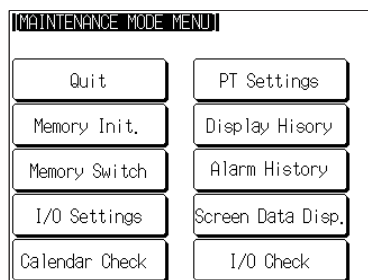 [MAINTENANCE MODE MENU]
Quit
PT Settings
Memory Init.
Display Hisory
Memory Switch
Alarm History
I/O Settings
Screen Data Disp.
Calendar Check
I/O Check